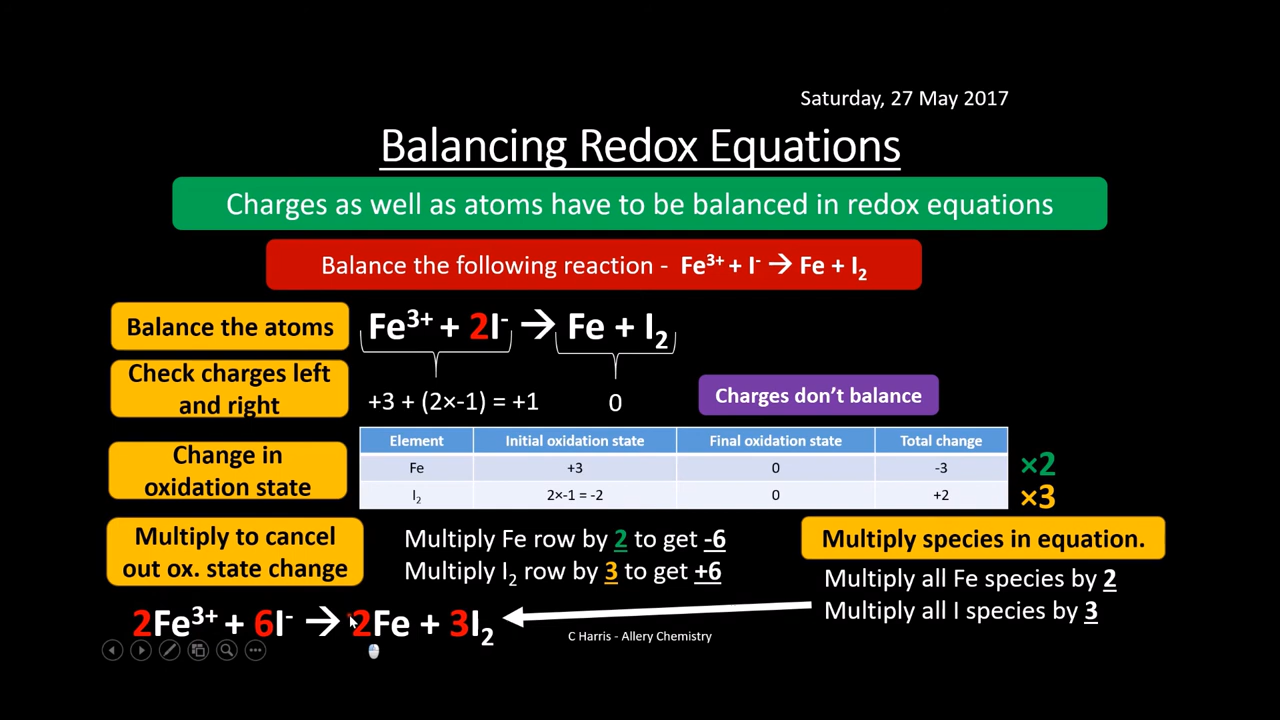 Saturday, 27 May 2017
Balancing Redox Equations
Charges as well as atoms have to be balanced in redox equations
Balance the following reaction - Fe³⁺ + I⁻ → Fe + I₂
Balance the atoms
Fe³⁺ + 2I⁻ → Fe + I₂
Check charges left
and right
+3 + (2×-1) = +1
0
Charges don’t balance
Change in
oxidation state
Element Initial oxidation state Final oxidation state Total change
Fe +3 0 -3 ×2
I₂ 2×-1 = -2 0 +2 ×3
Multiply to cancel
out ox. state change
Multiply Fe row by 2 to get -6
Multiply I₂ row by 3 to get +6
Multiply species in equation.
Multiply all Fe species by 2
Multiply all I species by 3
2Fe³⁺ + 6I⁻ → 2Fe + 3I₂
C Harris - Allery Chemistry